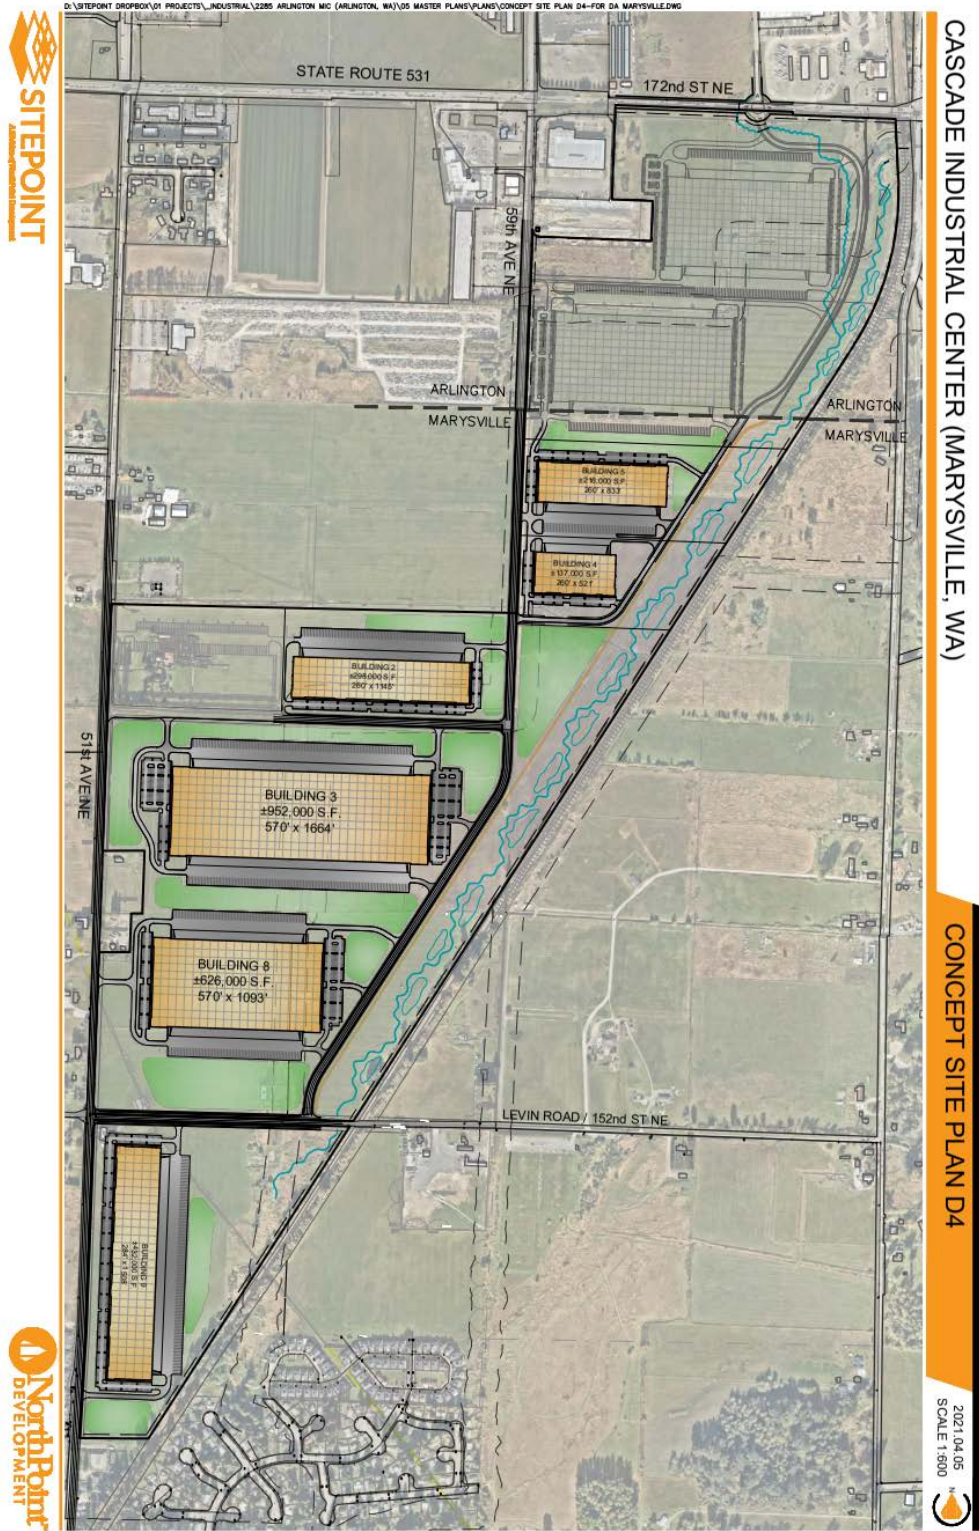 D:\SITEPOINT DROPBOX\01 PROJECTS\_INDUSTRIAL\2285 ARLINGTON MIC (ARLINGTON, WA)\05 MASTER PLANS\PLANS\CONCEPT SITE PLAN D4-FOR DA MARYSVILLE.DWG
CASCADE INDUSTRIAL CENTER (MARYSVILLE, WA)
CONCEPT SITE PLAN D4
2021.04.05
SCALE 1:600
N
SITEPOINT
STATE ROUTE 531
172nd ST NE
59th AVE NE
ARLINGTON
MARYSVILLE
ARLINGTON
MARYSVILLE
BUILDING 5
±216,000 S.F.
260' x 833'
BUILDING 4
±137,000 S.F.
260' x 521'
BUILDING 2
±298,000 S.F.
260' x 1145'
51st AVE NE
BUILDING 3
±952,000 S.F.
570' x 1664'
BUILDING 8
±626,000 S.F.
570' x 1093'
LEVIN ROAD / 152nd ST NE
BUILDING 9
±432,000 S.F.
NorthPoint
DEVELOPMENT